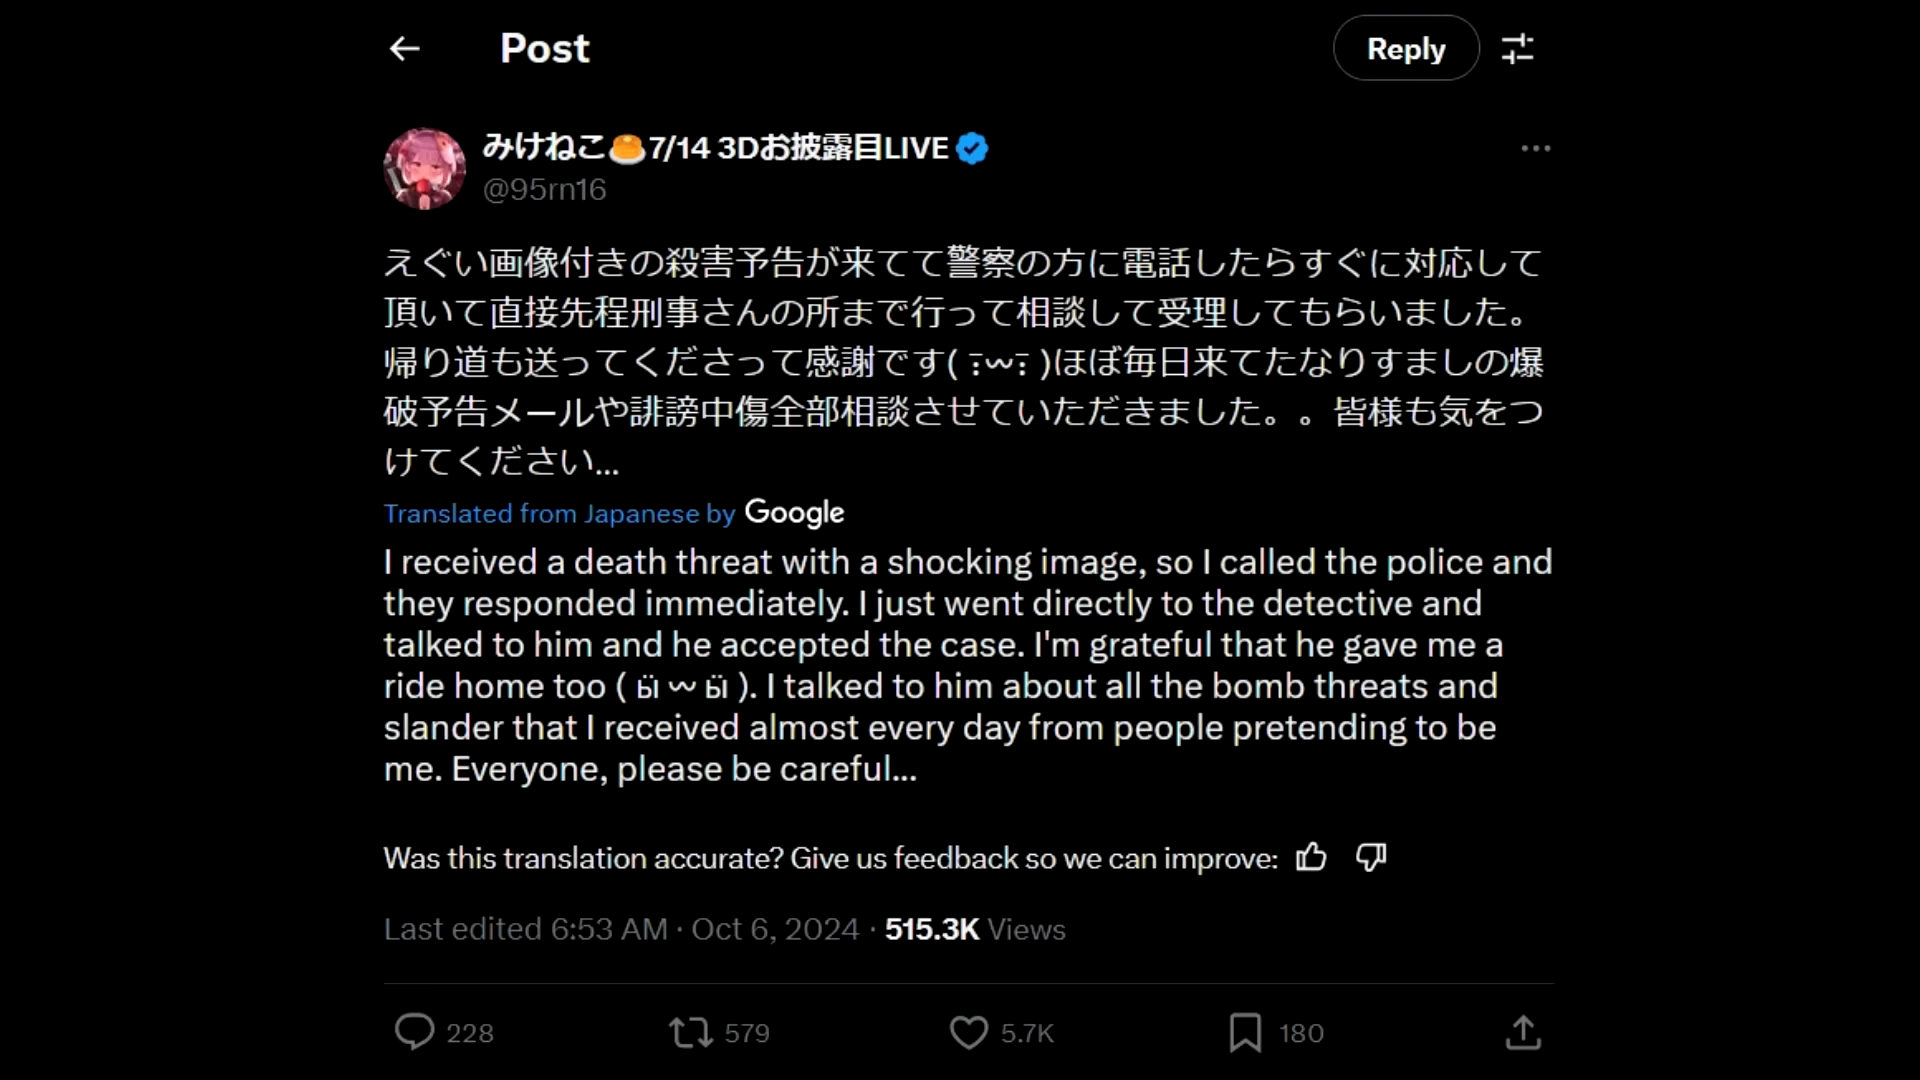 Post
Reply
みけねこ🍮7/14 3Dお披露目LIVE
@95rn16
えぐい画像付きの殺害予告が来てて警察の方に電話したらすぐに対応して
頂いて直接先程刑事さんの所まで行って相談して受理してもらいました。
帰り道も送ってくださって感謝です( ߹꒳​߹ )ほぼ毎日来てたなりすましの爆
破予告メールや誹謗中傷全部相談させていただきました。。皆様も気をつ
けてください...
Translated from Japanese by Google
I received a death threat with a shocking image, so I called the police and
they responded immediately. I just went directly to the detective and
talked to him and he accepted the case. I'm grateful that he gave me a
ride home too ( ӹ꒳ӹ ). I talked to him about all the bomb threats and
slander that I received almost every day from people pretending to be
me. Everyone, please be careful...
Was this translation accurate? Give us feedback so we can improve:
Last edited 6:53 AM · Oct 6, 2024 · 515.3K Views
228 579 5.7K 180